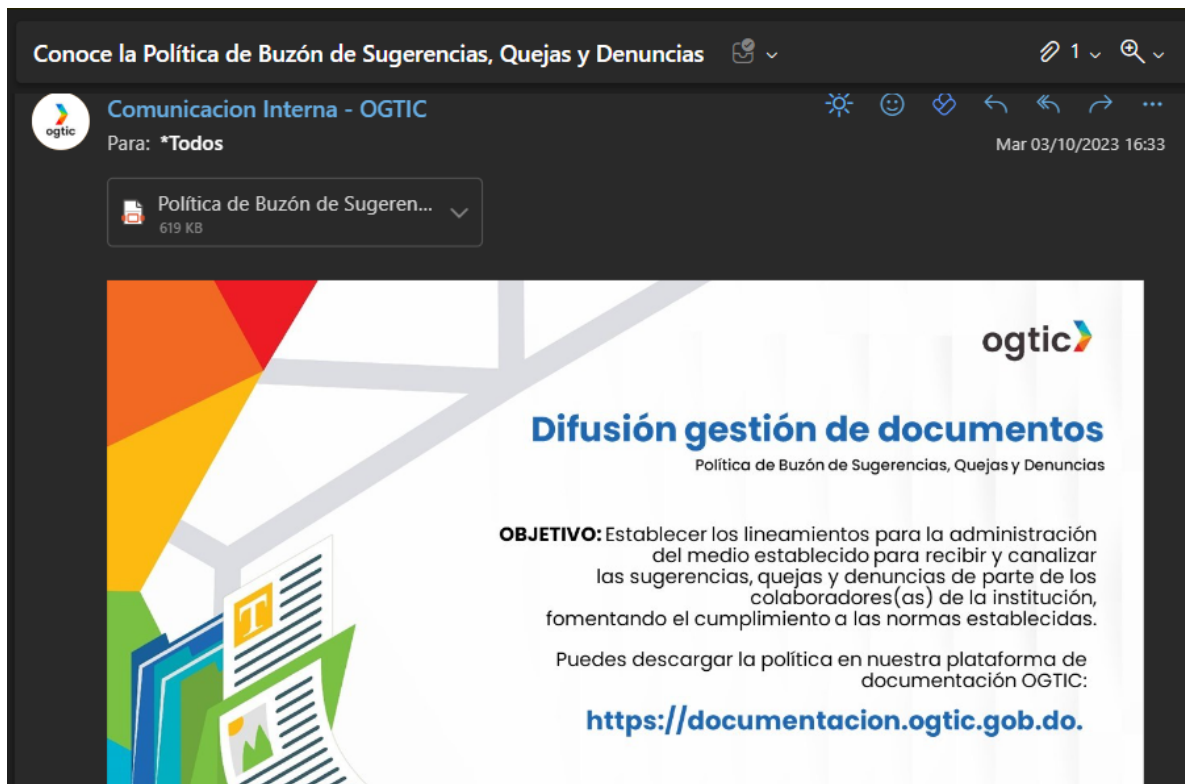 Conoce la Política de Buzón de Sugerencias, Quejas y Denuncias
1
ogtic
Comunicacion Interna - OGTIC
Para: *Todos
Mar 03/10/2023 16:33
Política de Buzón de Sugeren...
619 KB
ogtic
Difusión gestión de documentos
Política de Buzón de Sugerencias, Quejas y Denuncias
OBJETIVO: Establecer los lineamientos para la administración
del medio establecido para recibir y canalizar
las sugerencias, quejas y denuncias de parte de los
colaboradores(as) de la institución,
fomentando el cumplimiento a las normas establecidas.
Puedes descargar la política en nuestra plataforma de
documentación OGTIC:
https://documentacion.ogtic.gob.do.
T